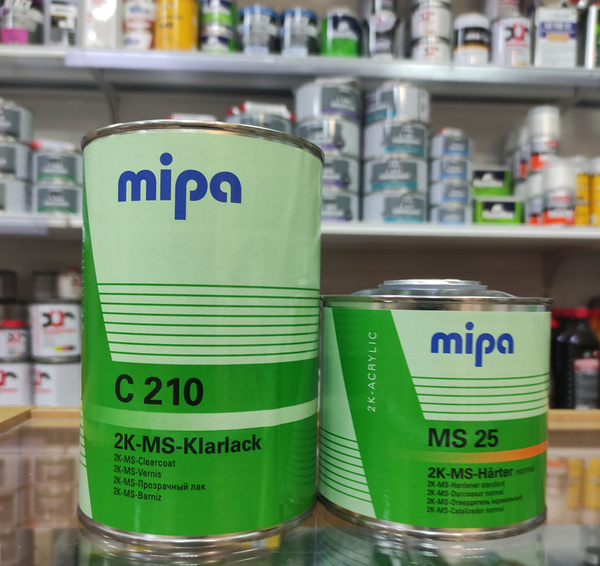 mipa
C 210
2K-MS-Klarlack
2K-MS-Clearcoat
2K-MS-Vernis
2K-MS-Прозрачный лак
2K-MS-Barniz
mipa
2K-ACRYLIC
MS 25
2K-MS-Härter normal
2K-MS-Hardener standard
2K-MS-Durcisseur normal
2K-MS-Отвердитель нормальный
2K-MS-Catalizador normal